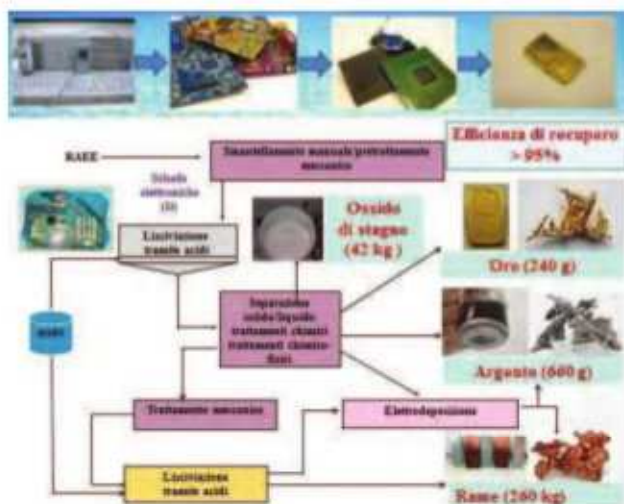 RAEE
Smantellamento manuale/pretrattamento
meccanico
Efficienza di recupero
> 95%
Schede
elettroniche
(1t)
Lisciviazione
tramite acidi
Ossido
di stagno
(42 kg)
Oro (240 g)
Separazione
solido/liquido
trattamenti chimici
trattamenti chimico-
fisici
Argento (660 g)
Trattamento meccanico
Elettrodeposizione
Lisciviazione
tramite acidi
Rame (260 kg)